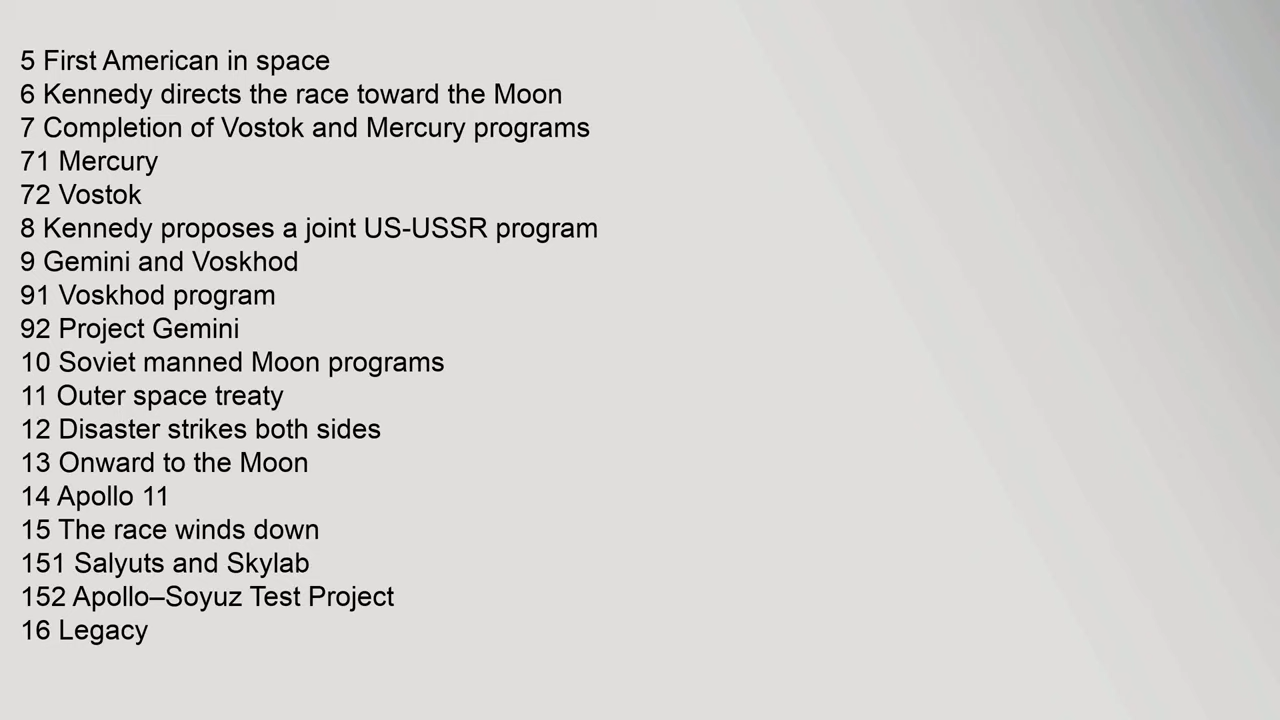 5 First American in space
6 Kennedy directs the race toward the Moon
7 Completion of Vostok and Mercury programs
71 Mercury
72 Vostok
8 Kennedy proposes a joint US-USSR program
9 Gemini and Voskhod
91 Voskhod program
92 Project Gemini
10 Soviet manned Moon programs
11 Outer space treaty
12 Disaster strikes both sides
13 Onward to the Moon
14 Apollo 11
15 The race winds down
151 Salyuts and Skylab
152 Apollo–Soyuz Test Project
16 Legacy